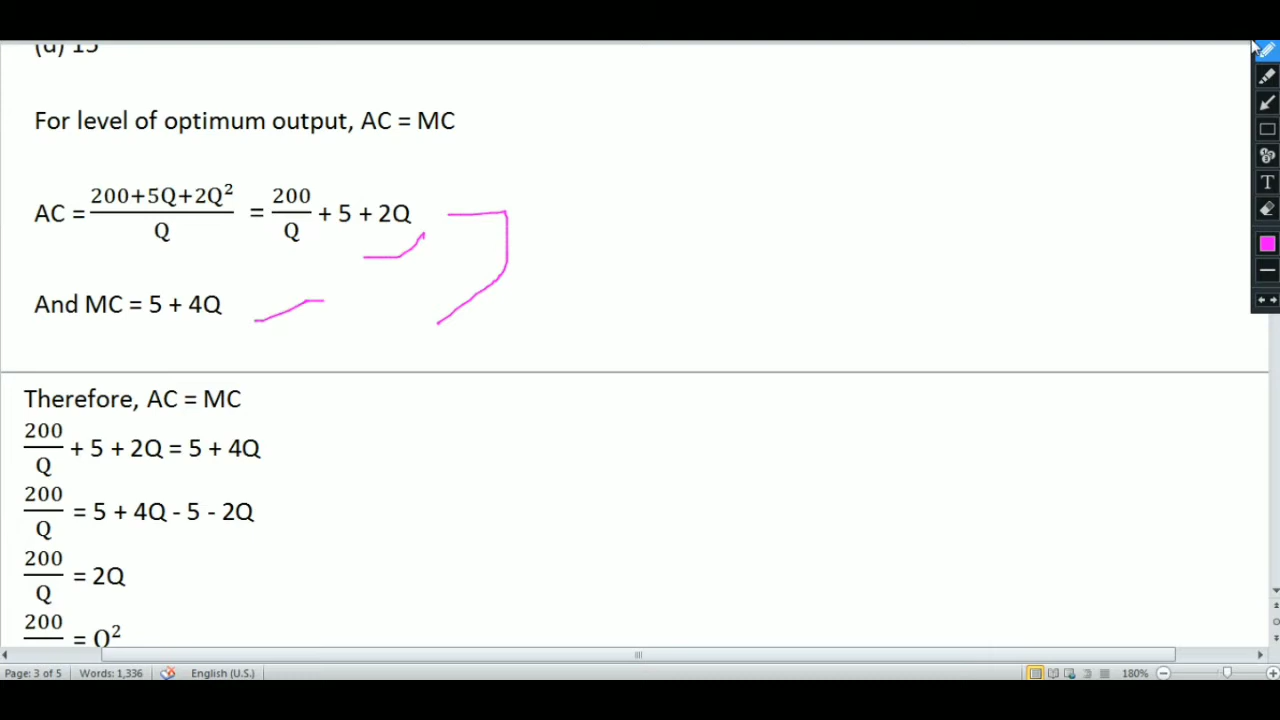 (d) 15
For level of optimum output, AC = MC
AC = (200+5Q+2Q²)/Q = 200/Q + 5 + 2Q
And MC = 5 + 4Q
Therefore, AC = MC
200/Q + 5 + 2Q = 5 + 4Q
200/Q = 5 + 4Q - 5 - 2Q
200/Q = 2Q
200/ = Q²
Page: 3 of 5 Words: 1,336 English (U.S.) 180%